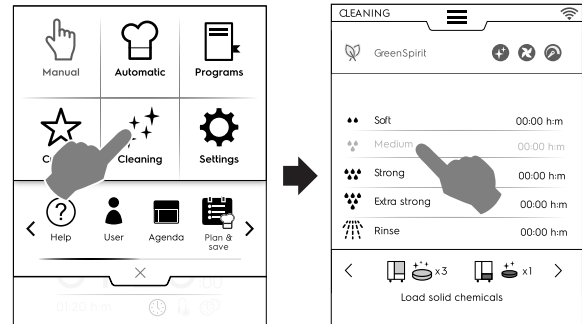 Manual Automatic Programs
Cleaning Settings
Help User Agenda Plan &
save
01:20 h:m :00
CLEANING
GreenSpirit
Soft 00:00 h:m
Medium 00:00 h:m
Strong 00:00 h:m
Extra strong 00:00 h:m
Rinse 00:00 h:m
x3 x1
Load solid chemicals